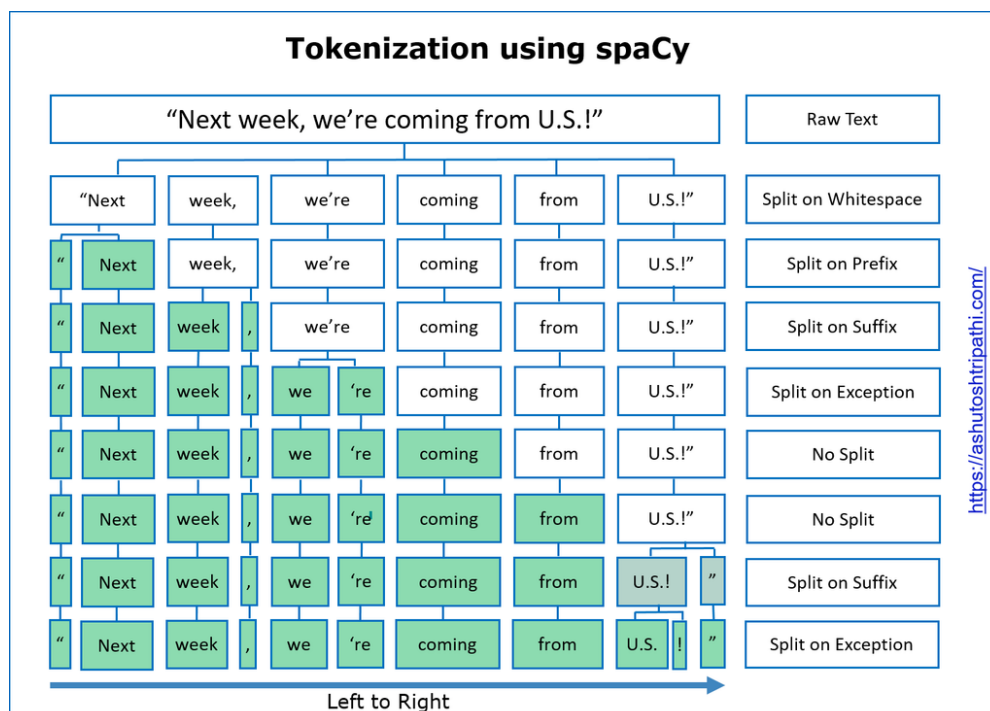 Tokenization using spaCy
“Next week, we’re coming from U.S.!” Raw Text
“Next week, we’re coming from U.S.!” Split on Whitespace
“ Next week, we’re coming from U.S.!” Split on Prefix
“ Next week , we’re coming from U.S.!” Split on Suffix
“ Next week , we ‘re coming from U.S.!” Split on Exception
“ Next week , we ‘re coming from U.S.!” No Split
“ Next week , we ‘re coming from U.S.!” No Split
“ Next week , we ‘re coming from U.S.! ” Split on Suffix
“ Next week , we ‘re coming from U.S. ! ” Split on Exception
Left to Right
https://ashutoshtripathi.com/